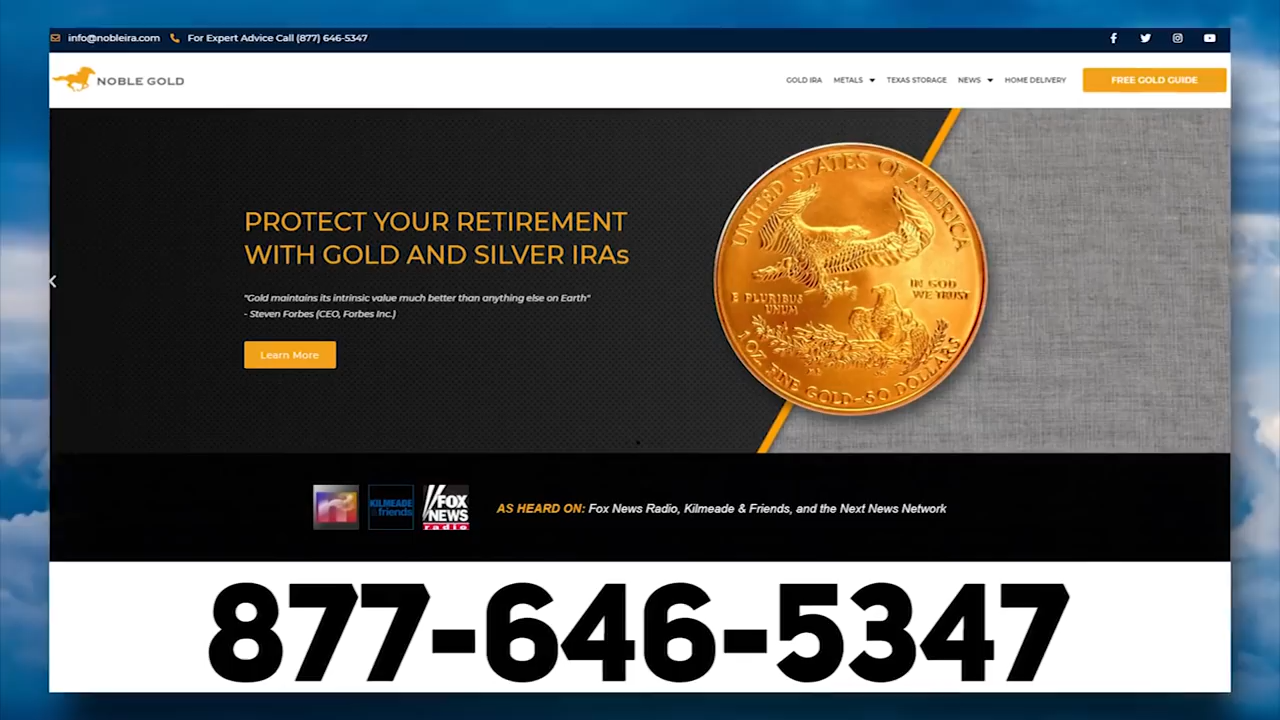 info@nobleira.com For Expert Advice Call (877) 646-5347
NOBLE GOLD
GOLD IRA METALS TEXAS STORAGE NEWS HOME DELIVERY FREE GOLD GUIDE
PROTECT YOUR RETIREMENT
WITH GOLD AND SILVER IRAs
"Gold maintains its intrinsic value much better than anything else on Earth"
- Steven Forbes (CEO, Forbes Inc.)
Learn More
UNITED STATES OF AMERICA
IN GOD
WE TRUST
E PLURIBUS
UNUM
1 OZ. FINE GOLD~50 DOLLARS
KILMEADE
& friends
FOX
NEWS
radio
AS HEARD ON: Fox News Radio, Kilmeade & Friends, and the Next News Network
877-646-5347